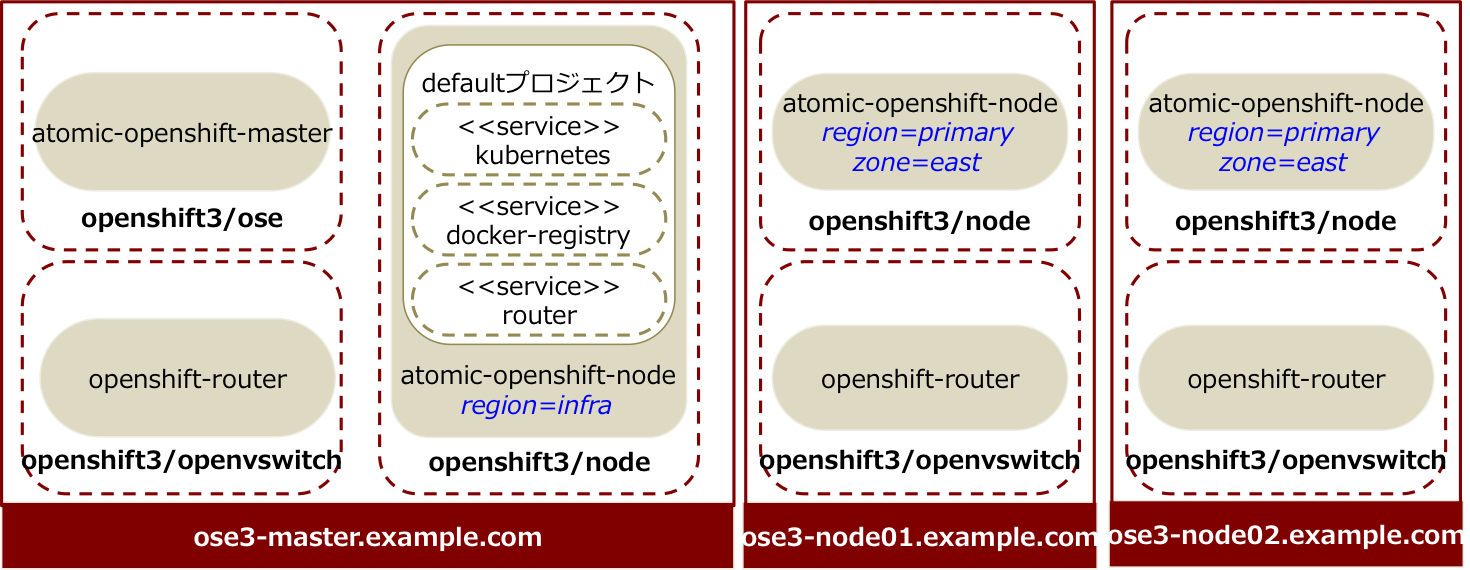 atomic-openshift-master
openshift3/ose
openshift-router
openshift3/openvswitch
defaultプロジェクト
<<service>>
kubernetes
<<service>>
docker-registry
<<service>>
router
atomic-openshift-node
region=infra
openshift3/node
ose3-master.example.com
atomic-openshift-node
region=primary
zone=east
openshift3/node
openshift-router
openshift3/openvswitch
ose3-node01.example.com
atomic-openshift-node
region=primary
zone=east
openshift3/node
openshift-router
openshift3/openvswitch
ose3-node02.example.com